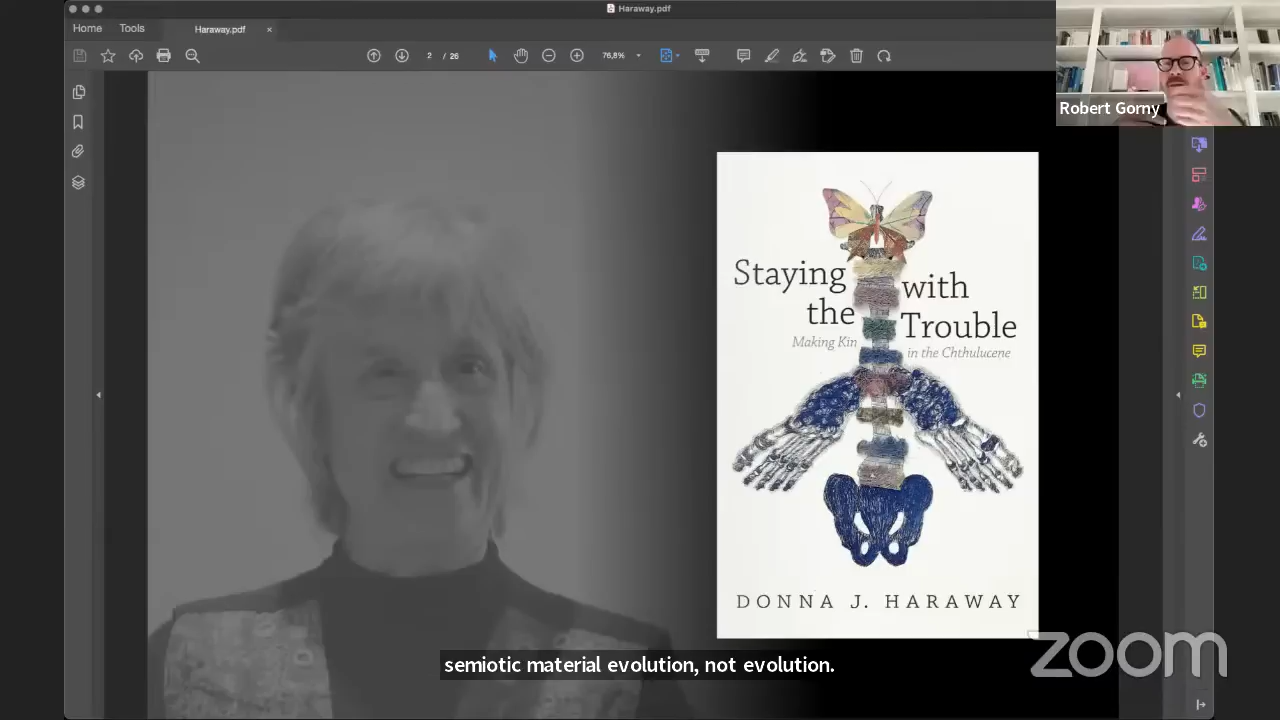 Haraway.pdf
Home
Tools
Haraway.pdf
2 / 26
76,8%
Robert Gorny
Staying with
the Trouble
Making Kin in the Chthulucene
DONNA J. HARAWAY
semiotic material evolution, not evolution.
zoom